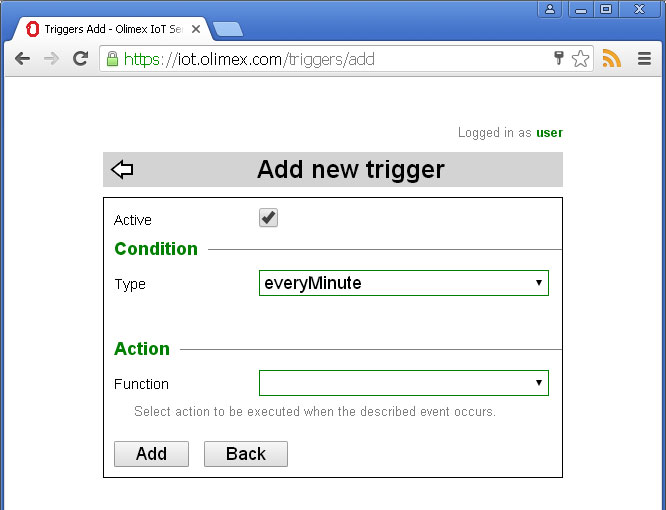 Triggers Add - Olimex IoT Se
https://iot.olimex.com/triggers/add
Logged in as user
Add new trigger
Active
Condition
Type everyMinute
Action
Function
Select action to be executed when the described event occurs.
Add Back